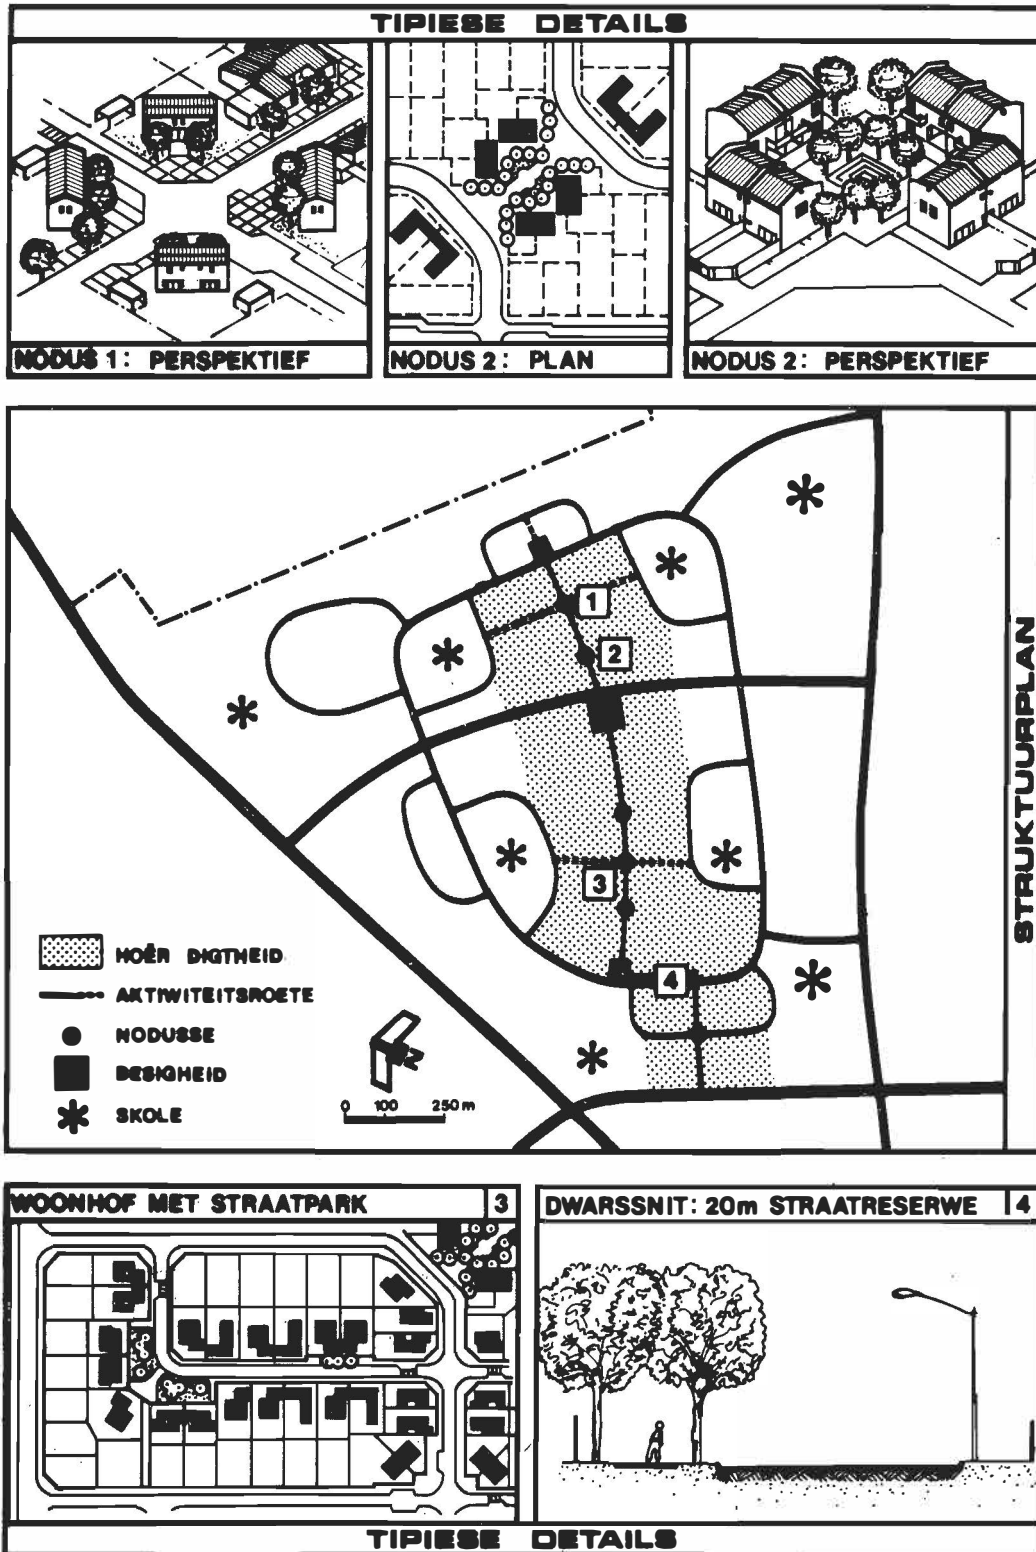 TIPIESE DETAILS
NODUS 1: PERSPEKTIEF
NODUS 2: PLAN
NODUS 2: PERSPEKTIEF
1
2
3
4
STRUKTUURPLAN
HOËR DIGTHEID
AKTIWITEITSROETE
NODUSSE
BESIGHEID
SKOLE
N
0 100 250 m
WOONHOF MET STRAATPARK 3
DWARSSNIT: 20m STRAATRESERWE 4
TIPIESE DETAILS